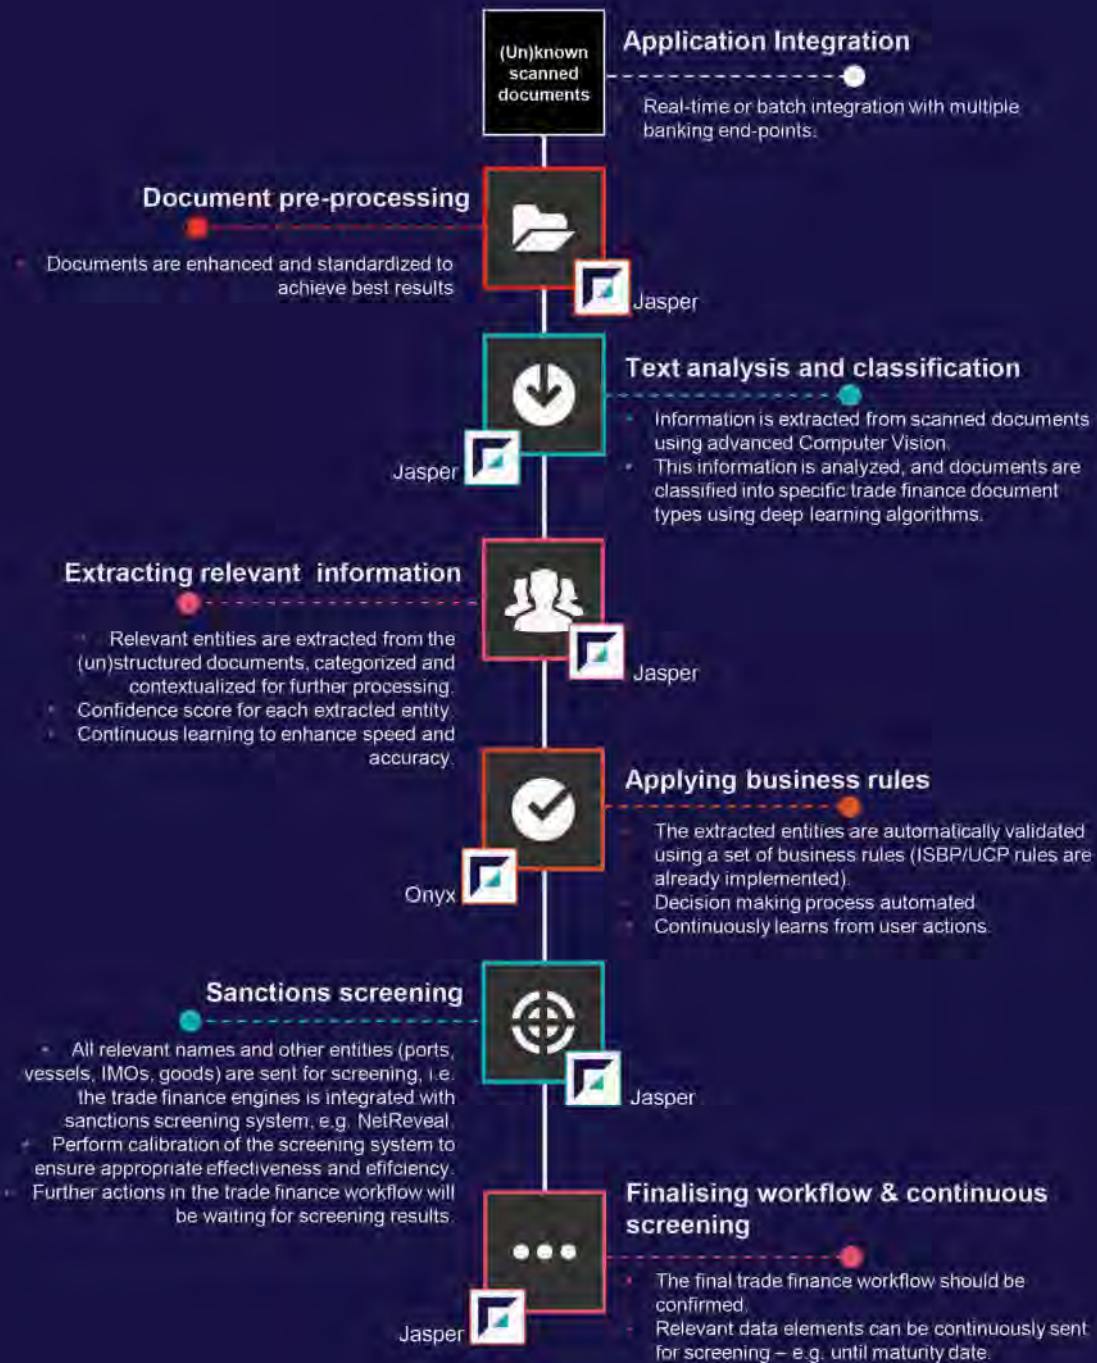 (Un)known
scanned
documents
Application Integration
Real-time or batch integration with multiple
banking end-points.
Document pre-processing
Documents are enhanced and standardized to
achieve best results
Jasper
Text analysis and classification
Information is extracted from scanned documents
using advanced Computer Vision.
This information is analyzed, and documents are
classified into specific trade finance document
types using deep learning algorithms.
Jasper
Extracting relevant information
Relevant entities are extracted from the
(un)structured documents, categorized and
contextualized for further processing.
Confidence score for each extracted entity.
Continuous learning to enhance speed and
accuracy.
Jasper
Applying business rules
The extracted entities are automatically validated
using a set of business rules (ISBP/UCP rules are
already implemented).
Decision making process automated
Continuously learns from user actions.
Onyx
Sanctions screening
All relevant names and other entities (ports,
vessels, IMOs, goods) are sent for screening, i.e.
the trade finance engines is integrated with
sanctions screening system, e.g. NetReveal.
Perform calibration of the screening system to
ensure appropriate effectiveness and efifciency.
Further actions in the trade finance workflow will
be waiting for screening results.
Jasper
Finalising workflow & continuous
screening
The final trade finance workflow should be
confirmed.
Relevant data elements can be continuously sent
for screening – e.g. until maturity date.
Jasper